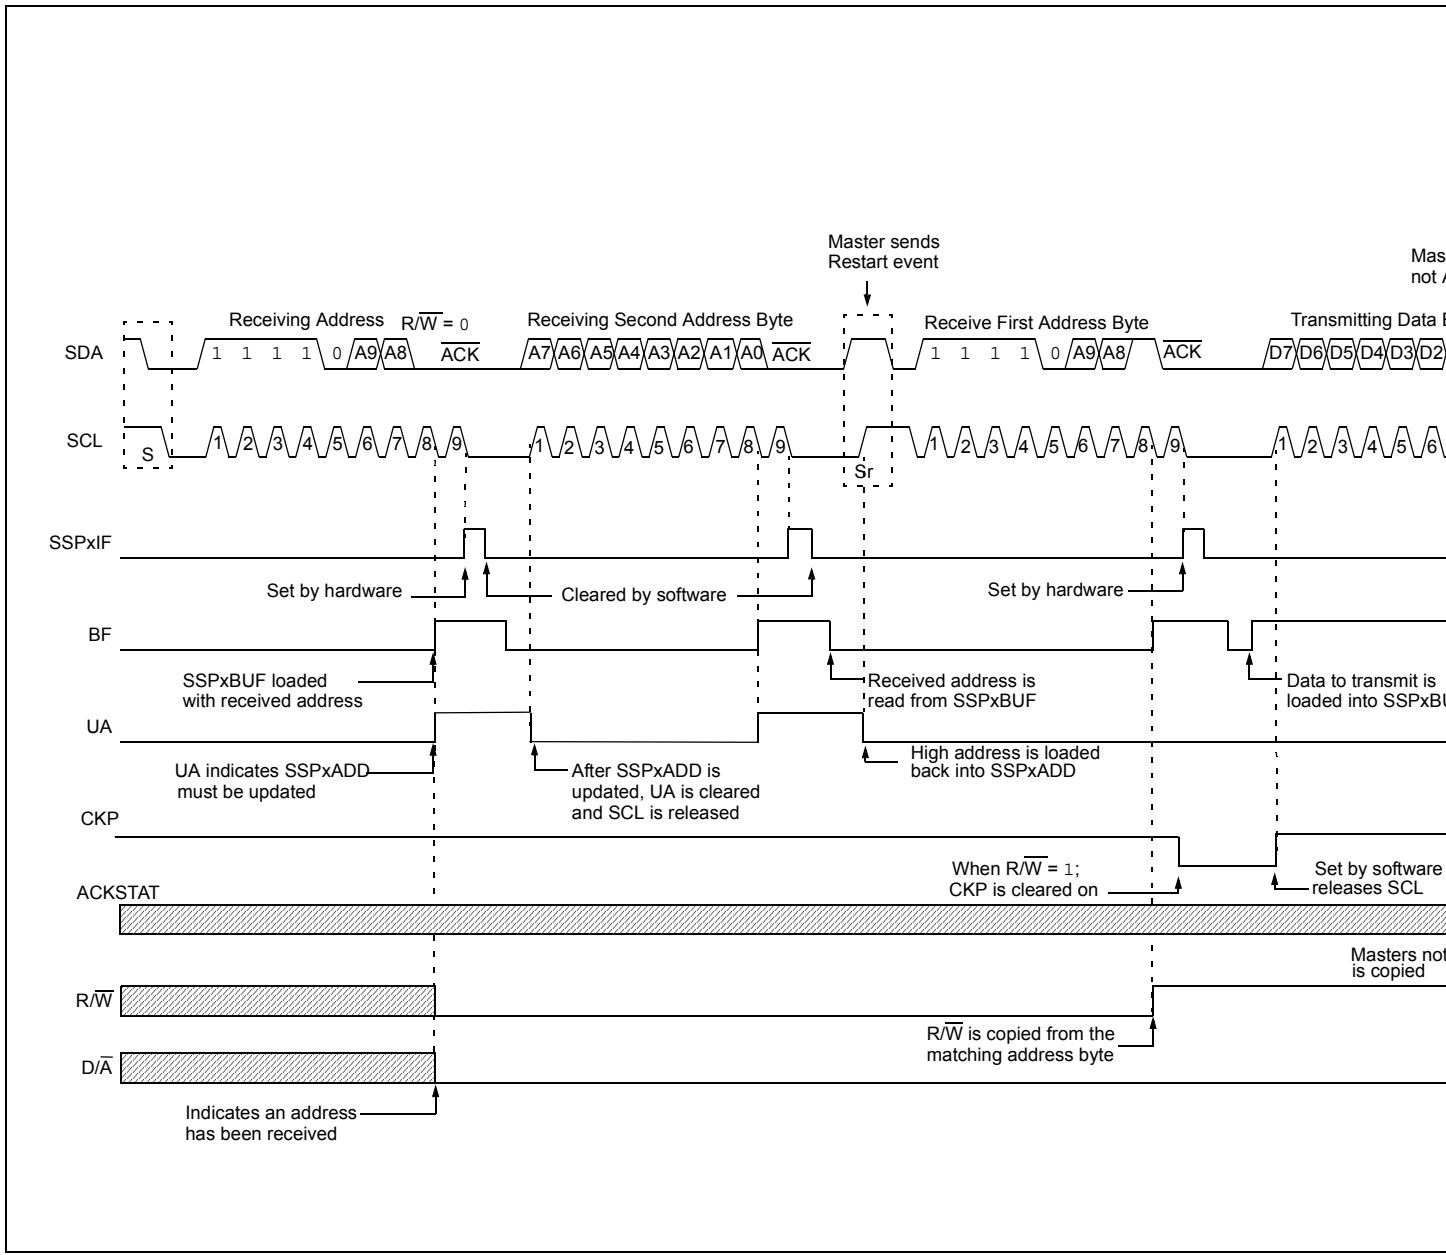 Master sends
Restart event
Mas
not A
Receiving Address R/W = 0
Receiving Second Address Byte
Receive First Address Byte
Transmitting Data B
SDA
1 1 1 1 0 A9 A8 ACK
A7 A6 A5 A4 A3 A2 A1 A0 ACK
1 1 1 1 0 A9 A8 ACK
D7 D6 D5 D4 D3 D2
SCL
S
1 2 3 4 5 6 7 8 9
1 2 3 4 5 6 7 8 9
Sr
1 2 3 4 5 6 7 8 9
1 2 3 4 5 6
SSPxIF
Set by hardware
Cleared by software
Set by hardware
BF
SSPxBUF loaded
with received address
Received address is
read from SSPxBUF
Data to transmit is
loaded into SSPxBU
UA
UA indicates SSPxADD
must be updated
After SSPxADD is
updated, UA is cleared
and SCL is released
High address is loaded
back into SSPxADD
CKP
When R/W = 1;
CKP is cleared on
Set by software
releases SCL
ACKSTAT
Masters not
is copied
R/W
R/W is copied from the
matching address byte
D/A
Indicates an address
has been received